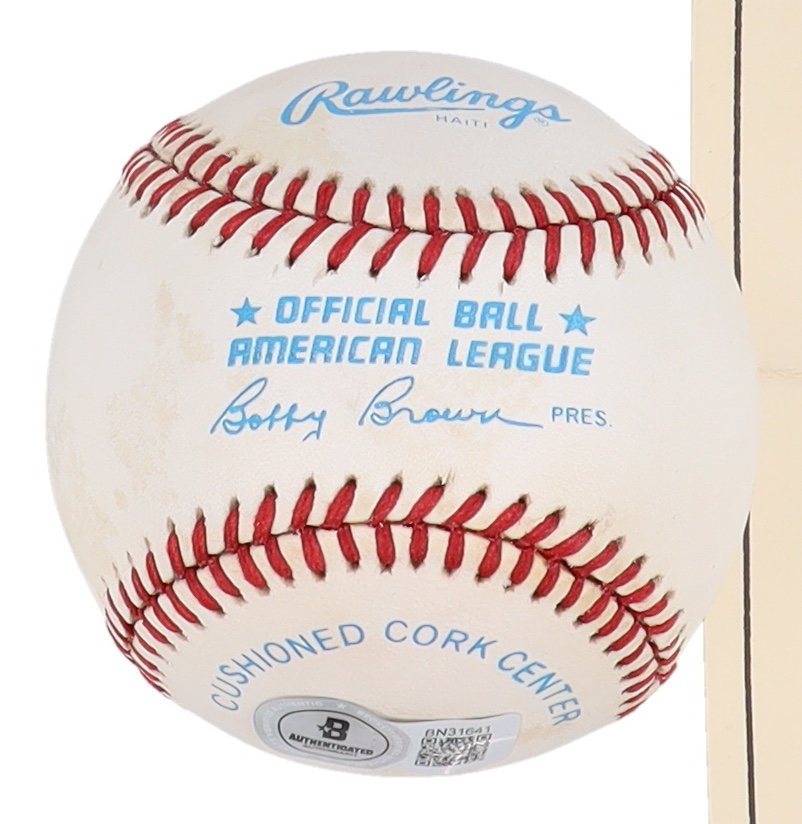 Rawlings®
HAITI
★ OFFICIAL BALL ★
AMERICAN LEAGUE
Bobby Brown PRES.
CUSHIONED CORK CENTER
B
AUTHENTICATED
BN31641